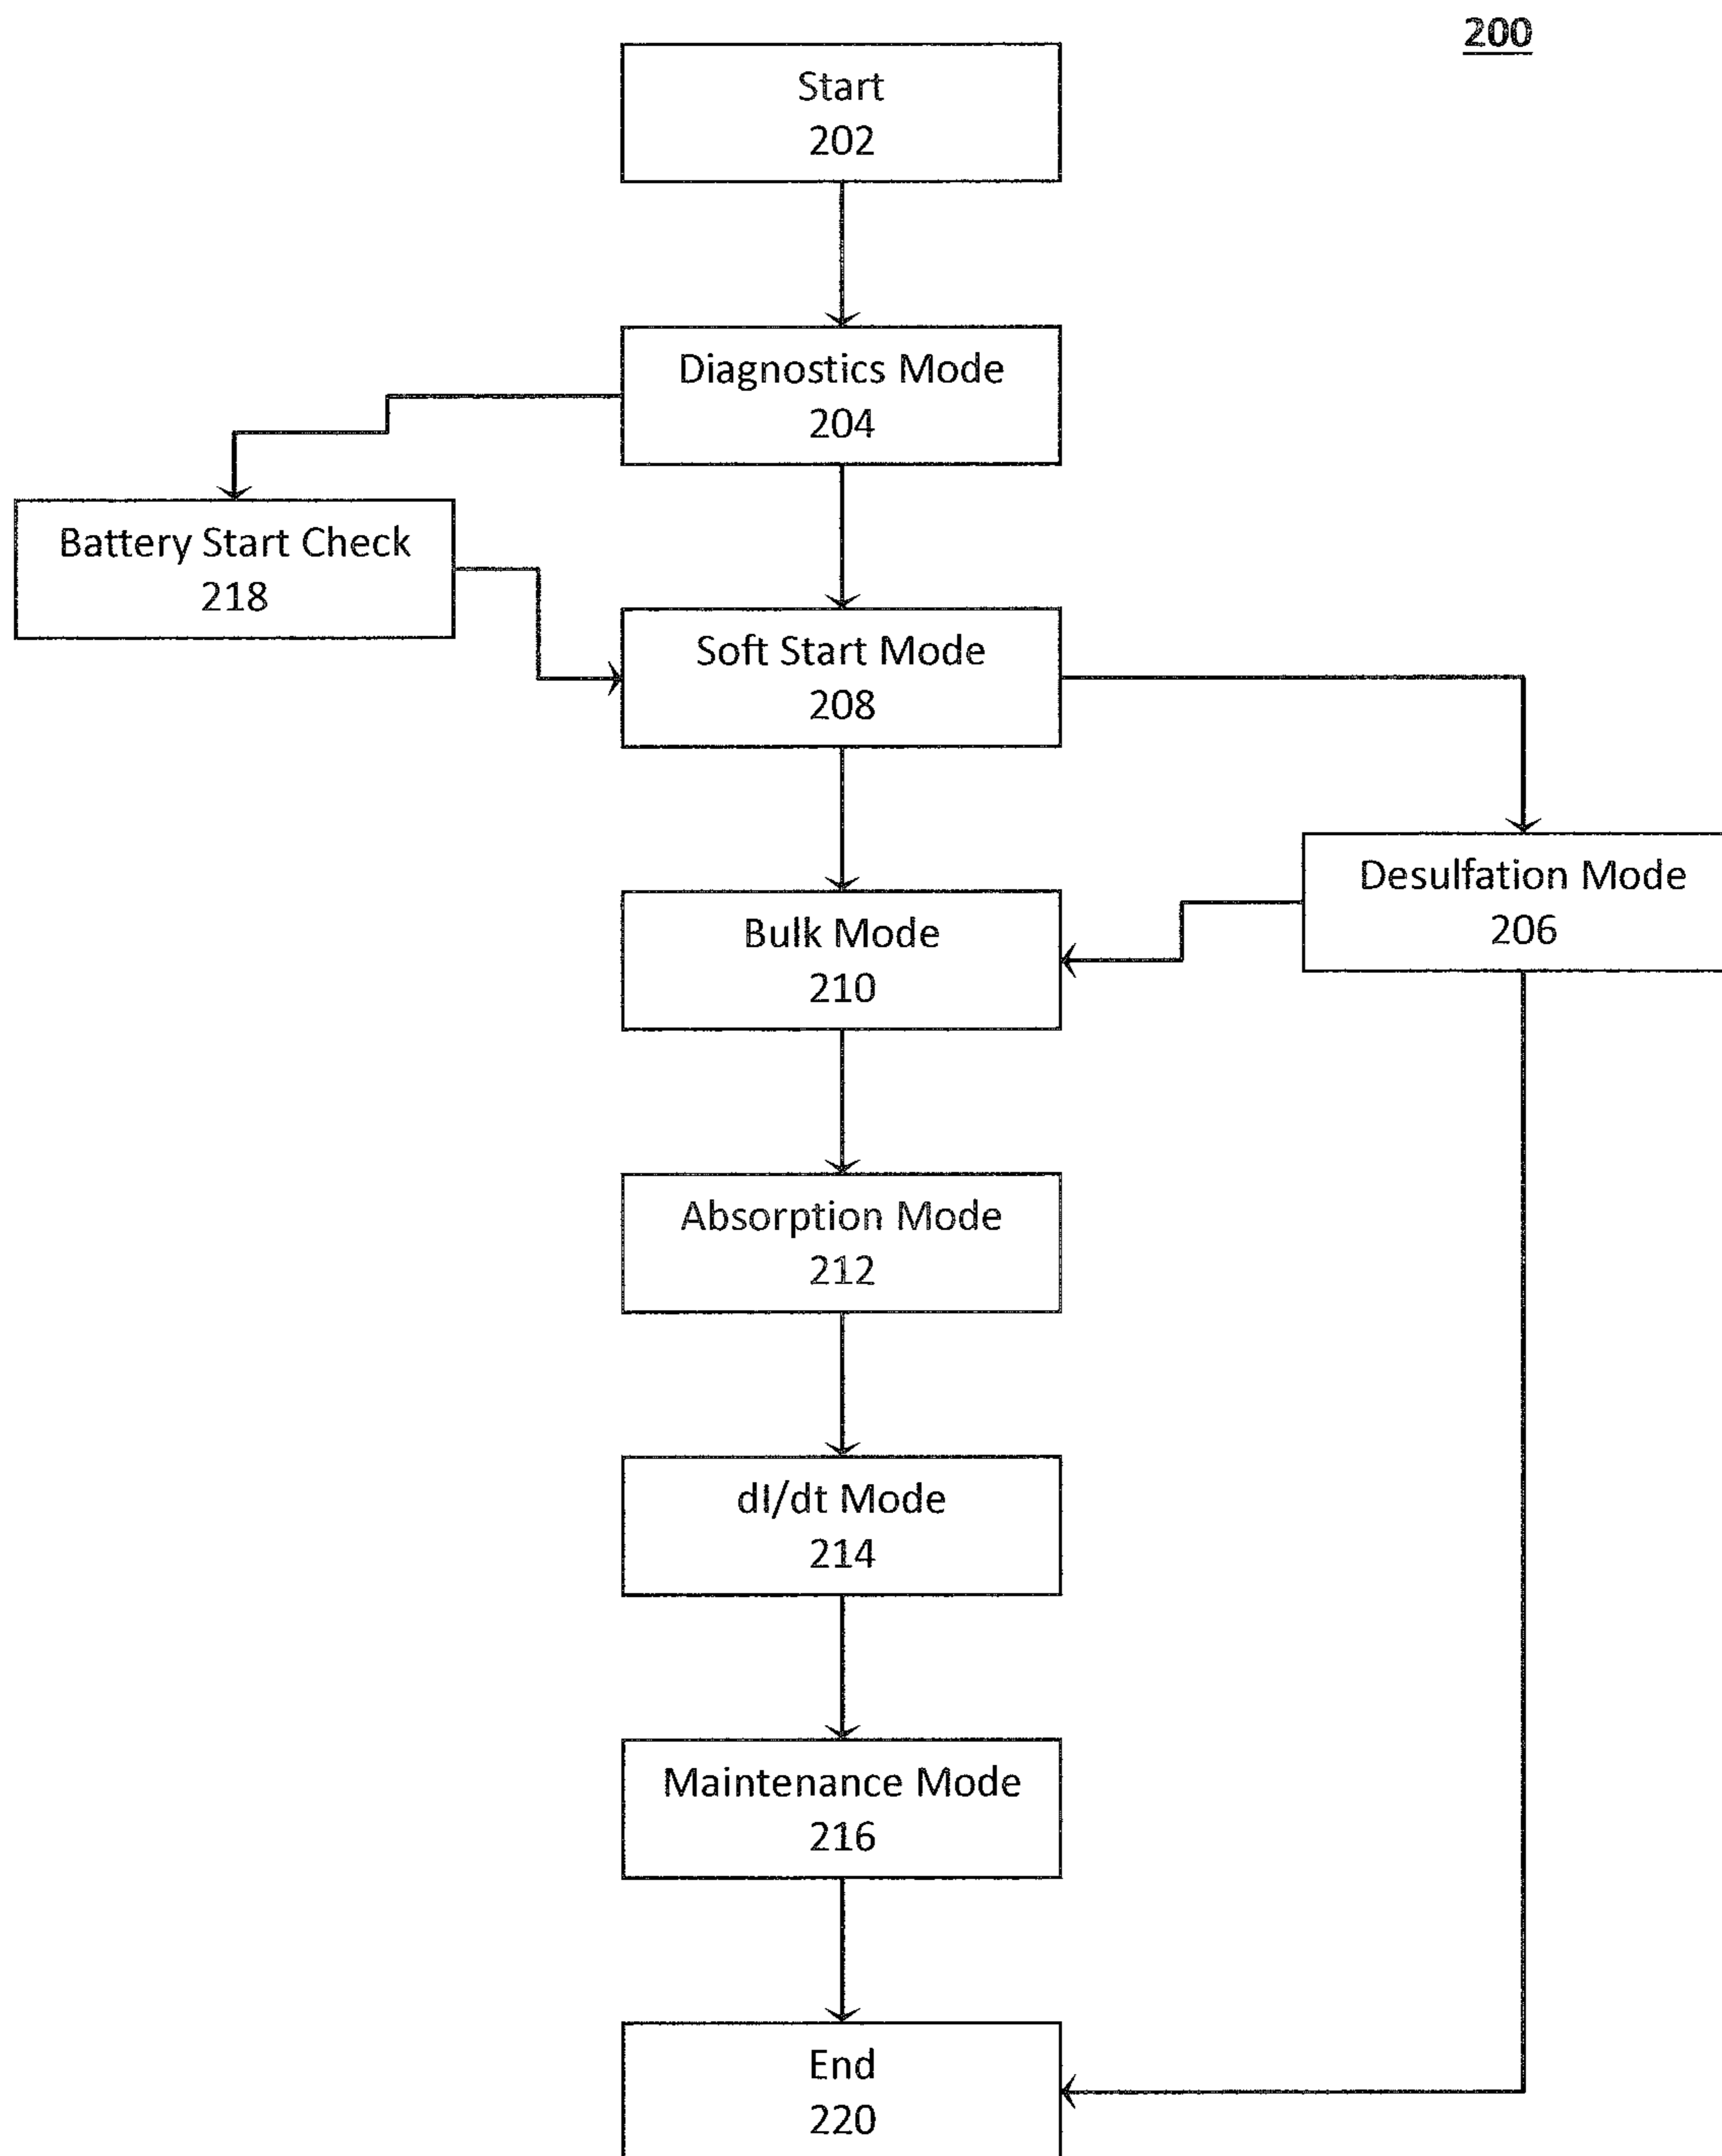 200
Start
202
Diagnostics Mode
204
Battery Start Check
218
Soft Start Mode
208
Desulfation Mode
206
Bulk Mode
210
Absorption Mode
212
dI/dt Mode
214
Maintenance Mode
216
End
220